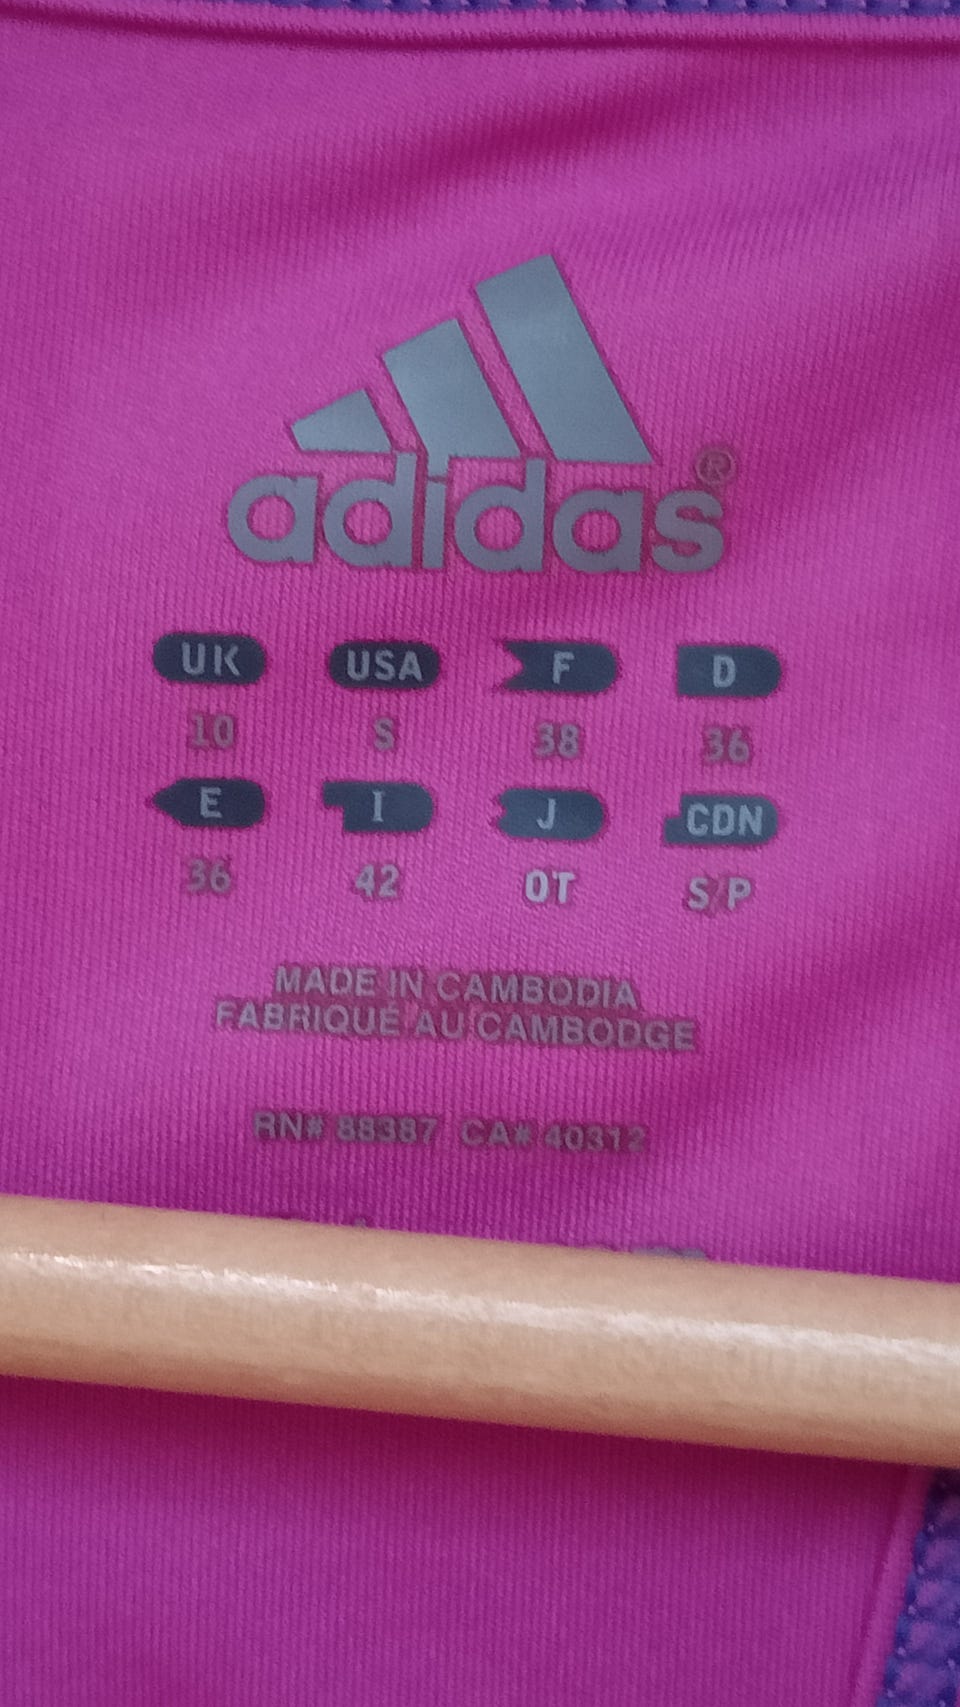 adidas®
UK USA F D
10 S 38 36
E I J CDN
36 42 OT S/P
MADE IN CAMBODIA
FABRIQUÉ AU CAMBODGE
RN# 88387 CA# 40312